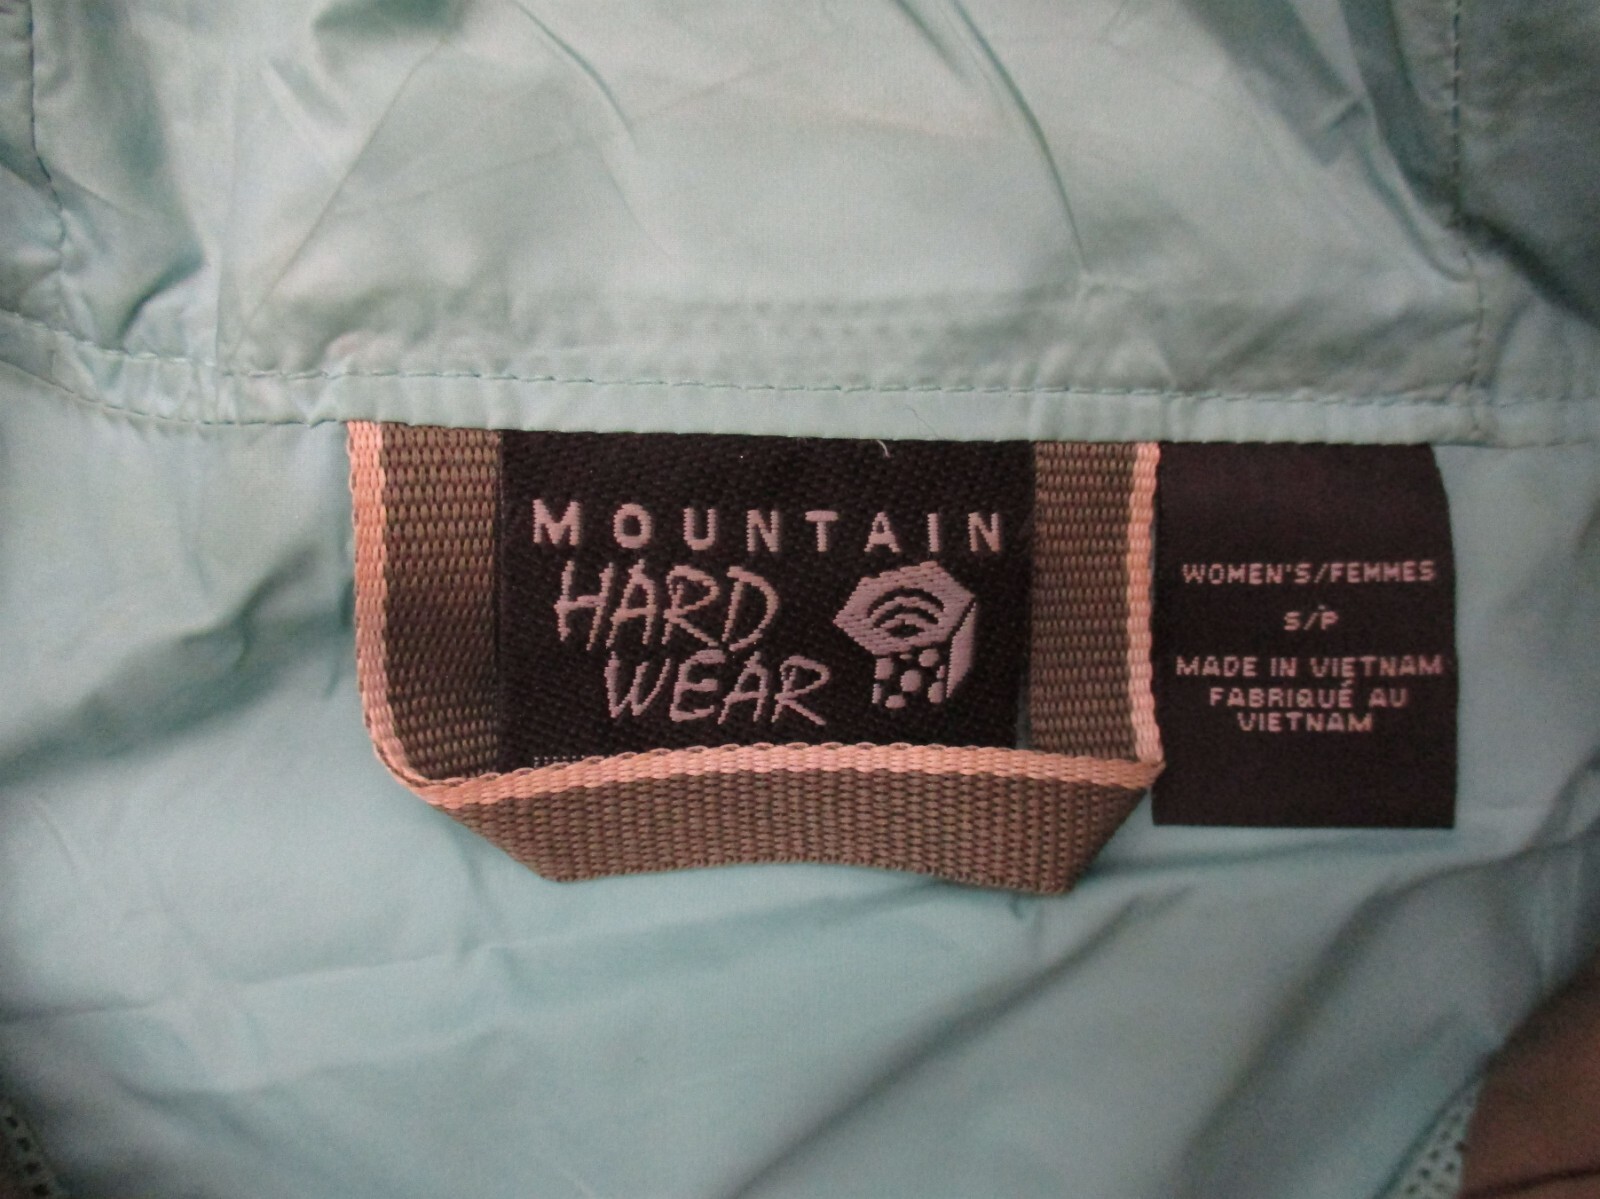 MOUNTAIN
HARD
WEAR
WOMEN'S/FEMMES
S/P
MADE IN VIETNAM
FABRIQUÉ AU
VIETNAM